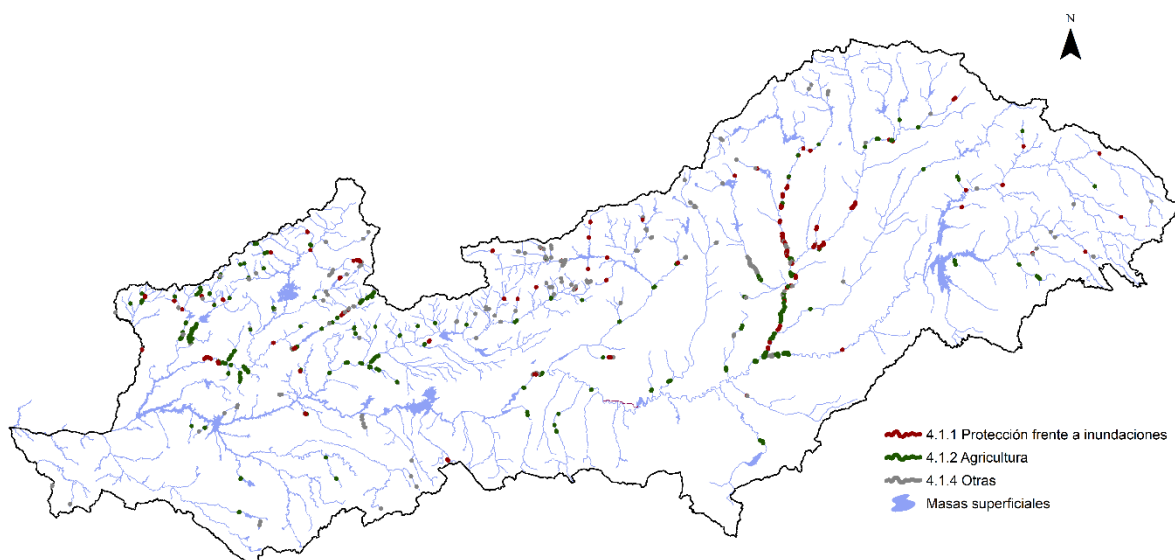 N
4.1.1 Protección frente a inundaciones
4.1.2 Agricultura
4.1.4 Otras
Masas superficiales